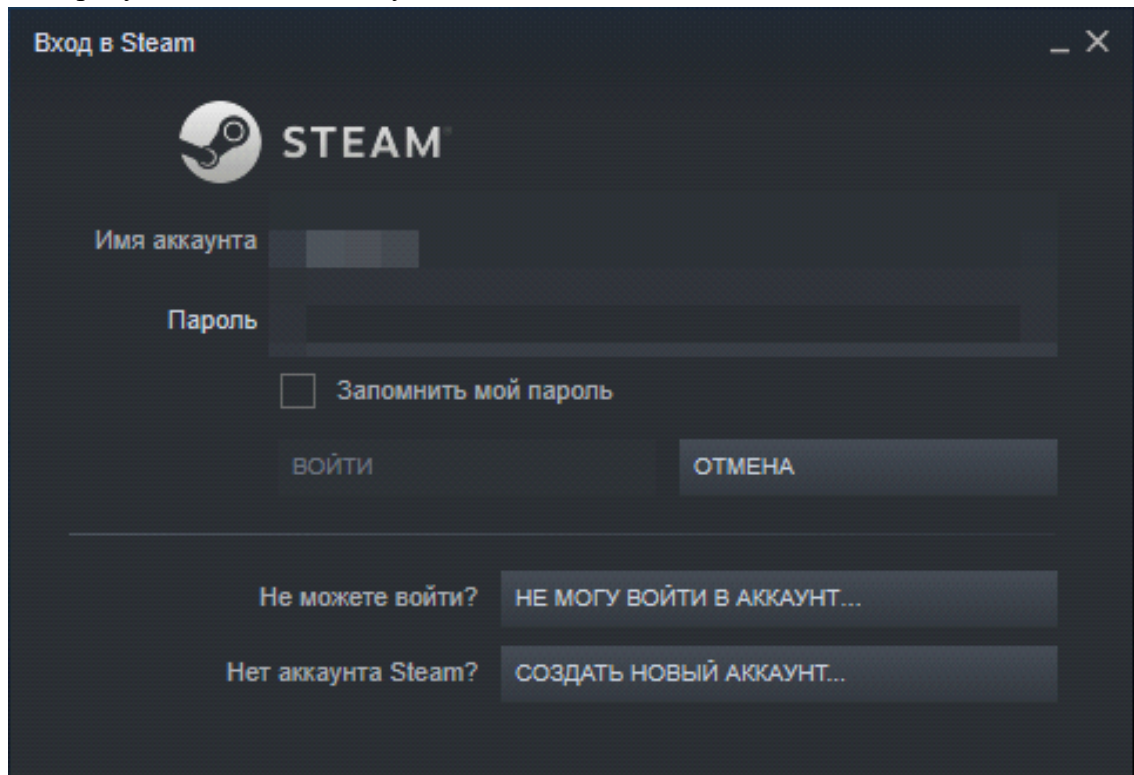 Вход в Steam
STEAM
Имя аккаунта
Пароль
Запомнить мой пароль
ВОЙТИ ОТМЕНА
Не можете войти? НЕ МОГУ ВОЙТИ В АККАУНТ...
Нет аккаунта Steam? СОЗДАТЬ НОВЫЙ АККАУНТ...